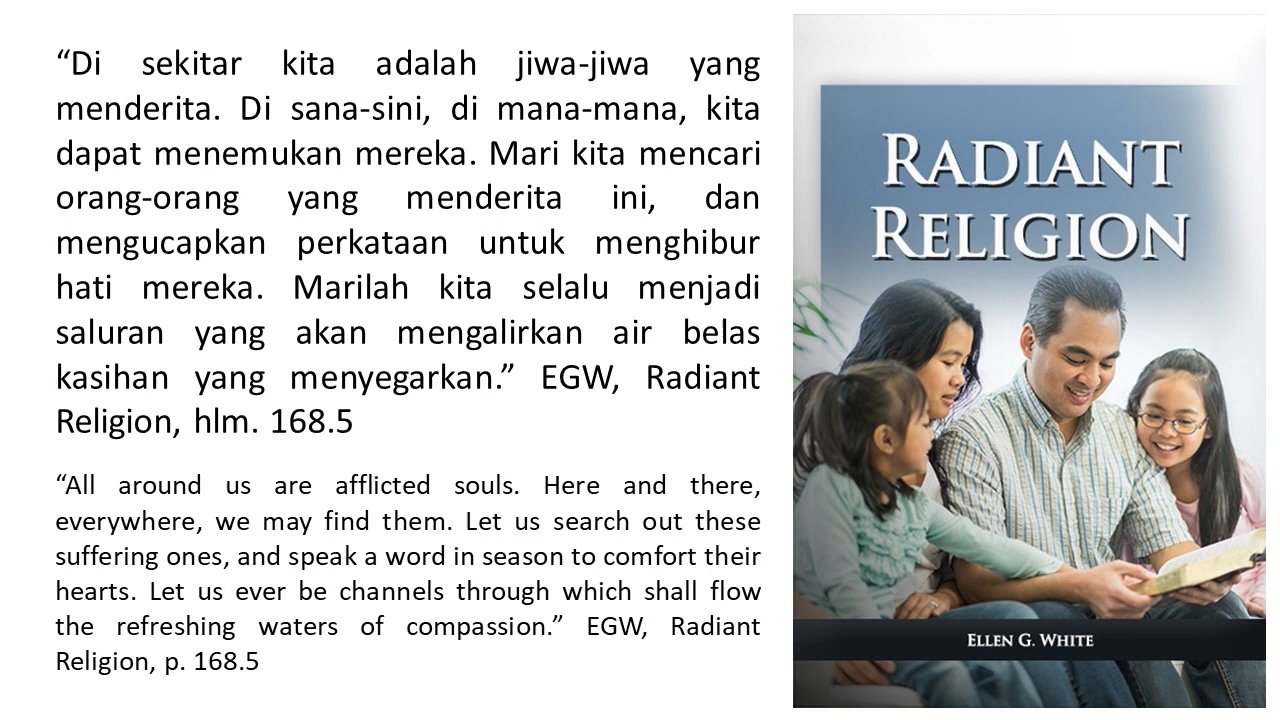 “Di sekitar kita adalah jiwa-jiwa yang
menderita. Di sana-sini, di mana-mana, kita
dapat menemukan mereka. Mari kita mencari
orang-orang yang menderita ini, dan
mengucapkan perkataan untuk menghibur
hati mereka. Marilah kita selalu menjadi
saluran yang akan mengalirkan air belas
kasihan yang menyegarkan.” EGW, Radiant
Religion, hlm. 168.5
“All around us are afflicted souls. Here and there,
everywhere, we may find them. Let us search out these
suffering ones, and speak a word in season to comfort their
hearts. Let us ever be channels through which shall flow
the refreshing waters of compassion.” EGW, Radiant
Religion, p. 168.5
RADIANT
RELIGION
ELLEN G. WHITE